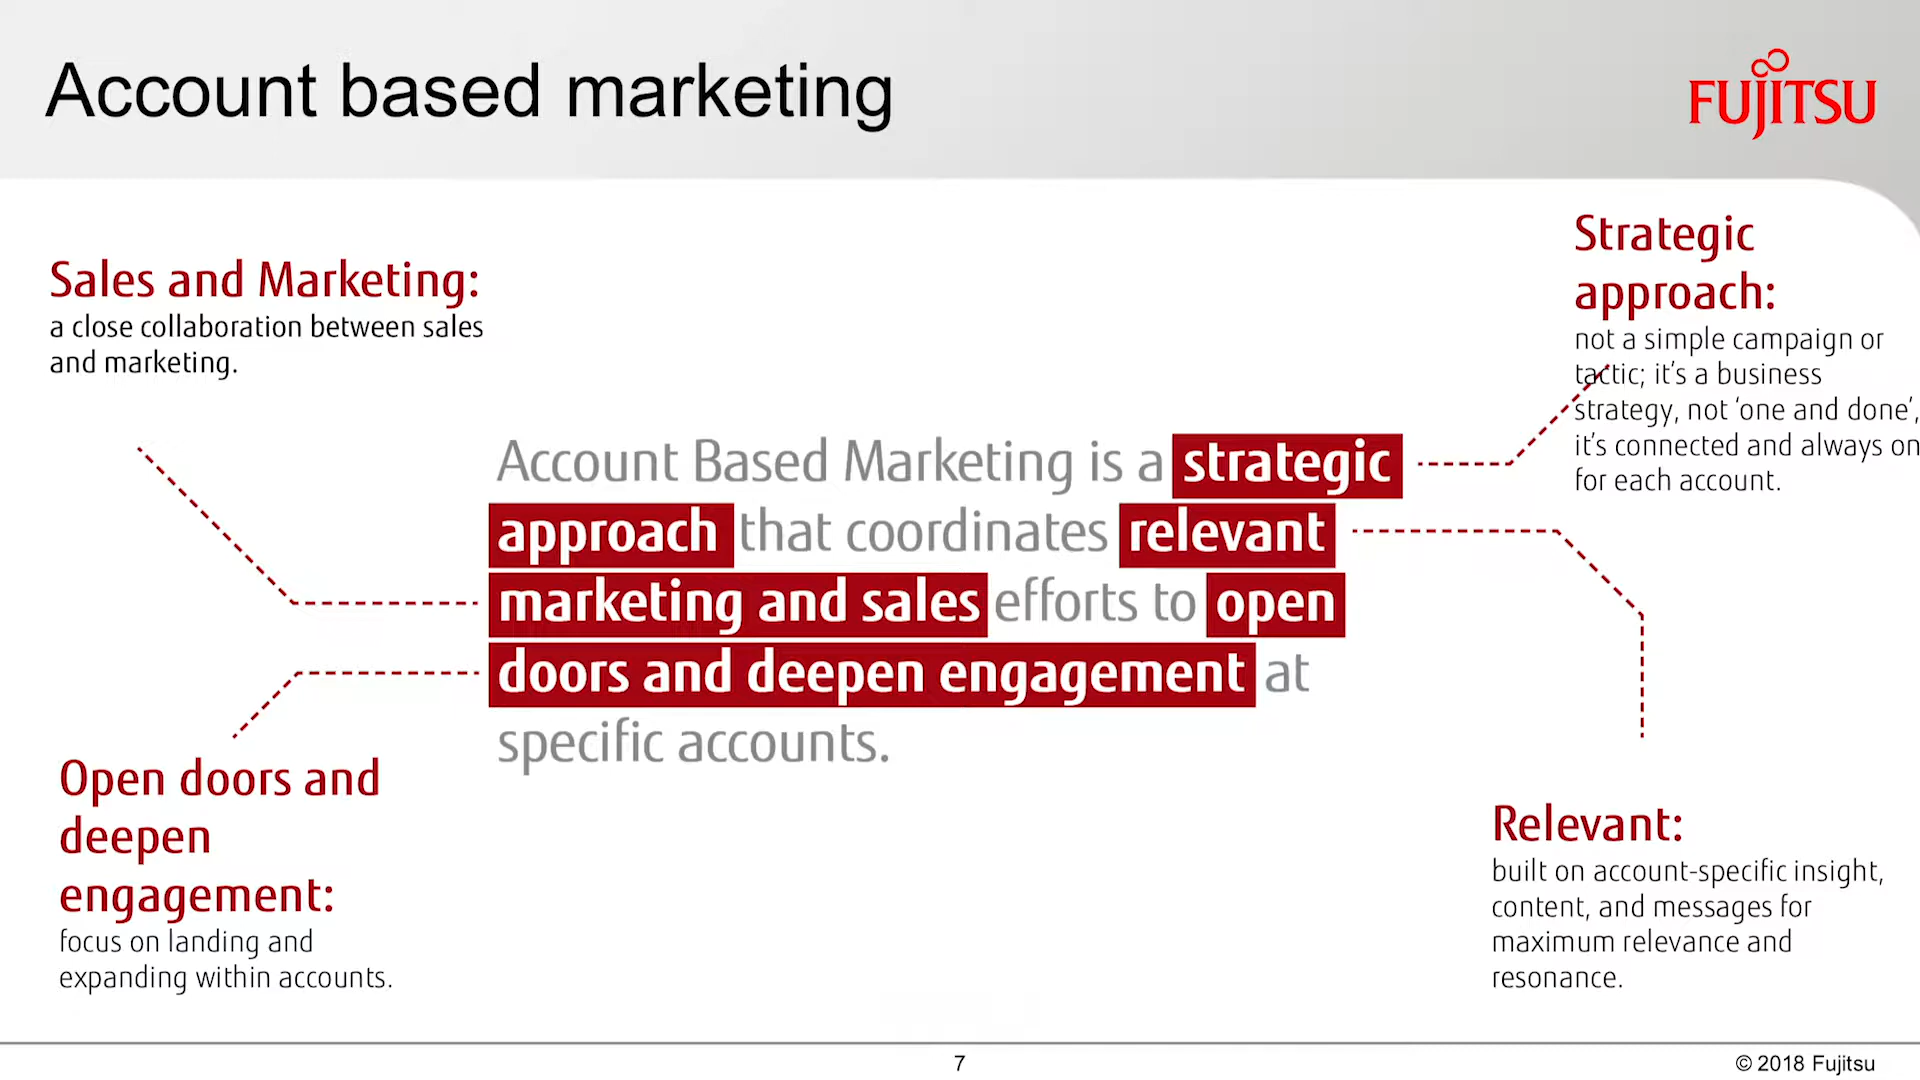 Account based marketing
FUJITSU
Sales and Marketing:
a close collaboration between sales
and marketing.
Strategic
approach:
not a simple campaign or
tactic; it's a business
strategy, not ‘one and done’,
it's connected and always on
for each account.
Account Based Marketing is a strategic
approach that coordinates relevant
marketing and sales efforts to open
doors and deepen engagement at
specific accounts.
Open doors and
deepen
engagement:
focus on landing and
expanding within accounts.
Relevant:
built on account-specific insight,
content, and messages for
maximum relevance and
resonance.
7
© 2018 Fujitsu